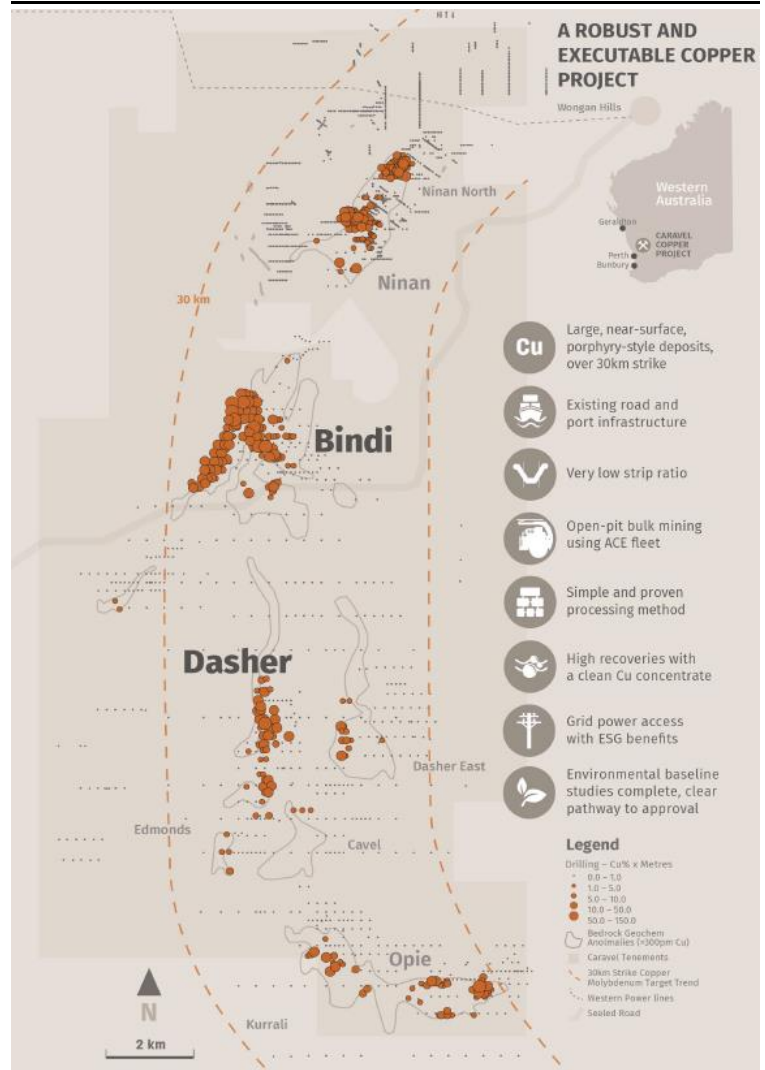 A ROBUST AND
EXECUTABLE COPPER
PROJECT
Wongan Hills
Western
Australia
Geraldton
CARAVEL
COPPER
PROJECT
Perth
Bunbury
Ninan North
Ninan
30 km
Bindi
Dasher
Dasher East
Edmonds
Cavel
Opie
Kurrali
N
2 km
Cu
Large, near-surface,
porphyry-style deposits,
over 30km strike
Existing road and
port infrastructure
Very low strip ratio
Open-pit bulk mining
using ACE fleet
Simple and proven
processing method
High recoveries with
a clean Cu concentrate
Grid power access
with ESG benefits
Environmental baseline
studies complete, clear
pathway to approval
Legend
Drilling – Cu% x Metres
0.0 – 1.0
1.0 – 5.0
5.0 – 10.0
10.0 – 50.0
50.0 – 150.0
Bedrock Geochem
Anomalies (>300pm Cu)
Caravel Tenements
30km Strike Copper
Molybdenum Target Trend
Western Power lines
Sealed Road